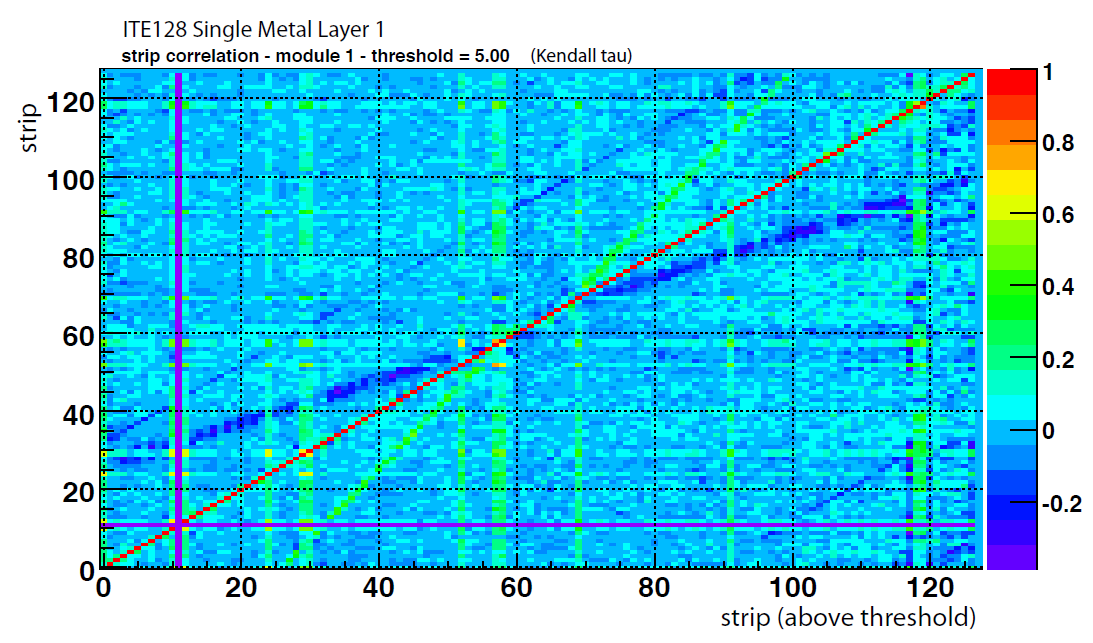 ITE128 Single Metal Layer 1
strip correlation - module 1 - threshold = 5.00 (Kendall tau)
strip
120
100
80
60
40
20
0
0 20 40 60 80 100 120
strip (above threshold)
1
0.8
0.6
0.4
0.2
0
-0.2